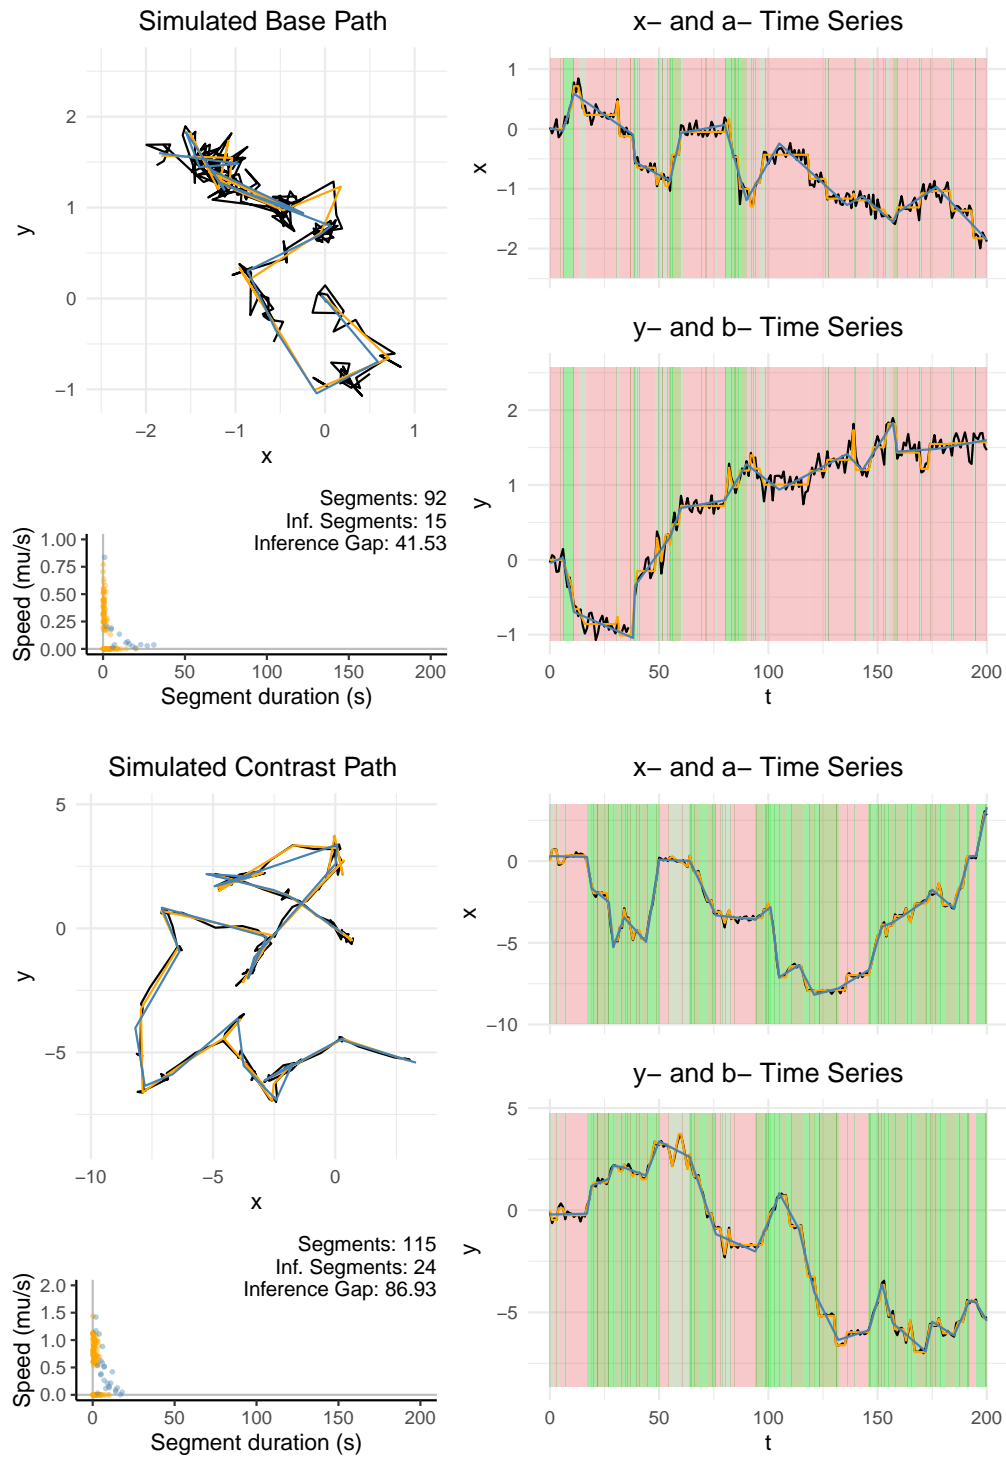 Simulated Base Path
2
1
0
−1
y
−2 −1 0 1
x
Segments: 92
Inf. Segments: 15
Inference Gap: 41.53
1.00
0.75
0.50
0.25
0.00
Speed (mu/s)
0 50 100 150 200
Segment duration (s)
x− and a− Time Series
1
0
−1
−2
x
y− and b− Time Series
2
1
0
−1
y
0 50 100 150 200
t
Simulated Contrast Path
5
0
−5
y
−10 −5 0
x
Segments: 115
Inf. Segments: 24
Inference Gap: 86.93
2.0
1.5
1.0
0.5
0.0
Speed (mu/s)
0 50 100 150 200
Segment duration (s)
x− and a− Time Series
0
−5
−10
x
y− and b− Time Series
5
0
−5
y
0 50 100 150 200
t